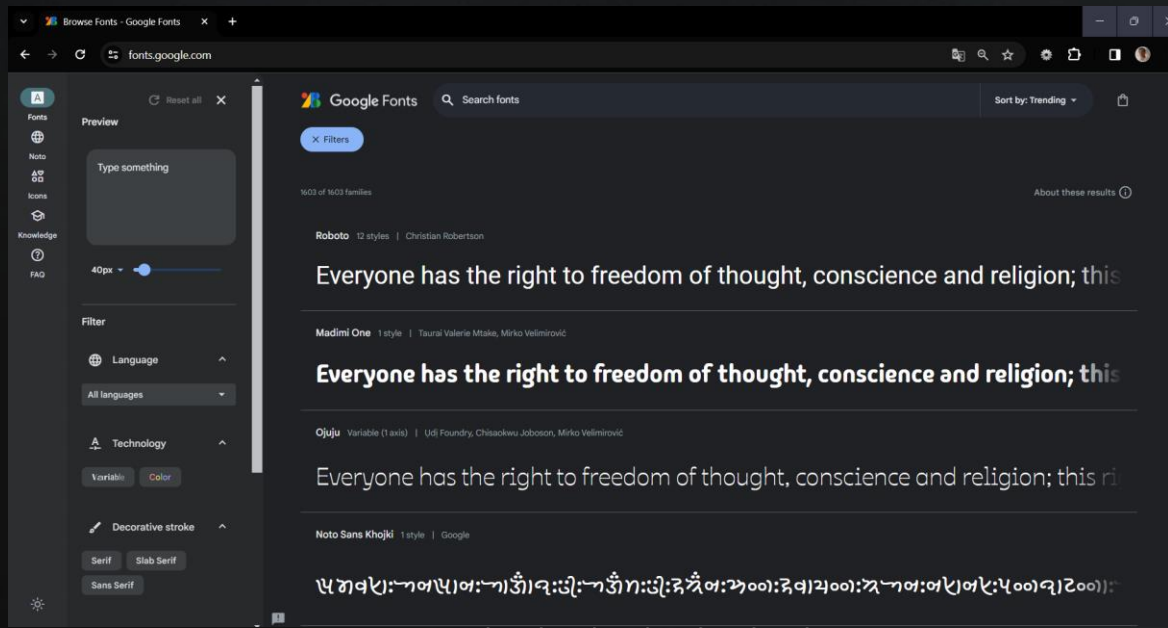 Browse Fonts - Google Fonts
fonts.google.com
Fonts
Noto
Icons
Knowledge
FAQ
Reset all
Preview
Type something
40px
Filter
Language
All languages
Technology
Variable
Color
Decorative stroke
Serif
Slab Serif
Sans Serif
Google Fonts
Search fonts
Sort by: Trending
Filters
1603 of 1603 families
About these results
Roboto 12 styles | Christian Robertson
Everyone has the right to freedom of thought, conscience and religion; this
Madimi One 1 style | Taurai Valerie Mtake, Mirko Velimirović
Everyone has the right to freedom of thought, conscience and religion; this
Ojuju Variable (1 axis) | Udi Foundry, Chisaokwu Joboson, Mirko Velimirović
Everyone has the right to freedom of thought, conscience and religion; this ri
Noto Sans Khojki 1 style | Google